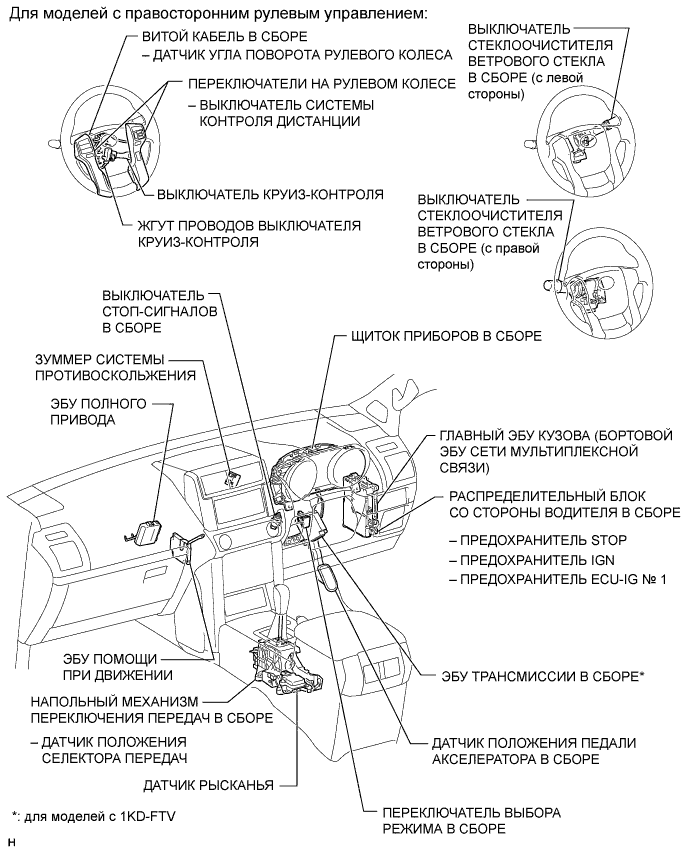 Для моделей с правосторонним рулевым управлением:
ВИТОЙ КАБЕЛЬ В СБОРЕ
– ДАТЧИК УГЛА ПОВОРОТА РУЛЕВОГО КОЛЕСА
ПЕРЕКЛЮЧАТЕЛИ НА РУЛЕВОМ КОЛЕСЕ
– ВЫКЛЮЧАТЕЛЬ СИСТЕМЫ
КОНТРОЛЯ ДИСТАНЦИИ
ВЫКЛЮЧАТЕЛЬ КРУИЗ-КОНТРОЛЯ
ЖГУТ ПРОВОДОВ ВЫКЛЮЧАТЕЛЯ
КРУИЗ-КОНТРОЛЯ
ВЫКЛЮЧАТЕЛЬ
СТЕКЛООЧИСТИТЕЛЯ
ВЕТРОВОГО СТЕКЛА
В СБОРЕ (с левой
стороны)
ВЫКЛЮЧАТЕЛЬ
СТЕКЛООЧИСТИТЕЛЯ
ВЕТРОВОГО СТЕКЛА
В СБОРЕ (с правой
стороны)
ВЫКЛЮЧАТЕЛЬ
СТОП-СИГНАЛОВ
В СБОРЕ
ЩИТОК ПРИБОРОВ В СБОРЕ
ЗУММЕР СИСТЕМЫ
ПРОТИВОСКОЛЬЖЕНИЯ
ЭБУ ПОЛНОГО
ПРИВОДА
ГЛАВНЫЙ ЭБУ КУЗОВА (БОРТОВОЙ
ЭБУ СЕТИ МУЛЬТИПЛЕКСНОЙ
СВЯЗИ)
РАСПРЕДЕЛИТЕЛЬНЫЙ БЛОК
СО СТОРОНЫ ВОДИТЕЛЯ В СБОРЕ
– ПРЕДОХРАНИТЕЛЬ STOP
– ПРЕДОХРАНИТЕЛЬ IGN
– ПРЕДОХРАНИТЕЛЬ ECU-IG № 1
ЭБУ ПОМОЩИ
ПРИ ДВИЖЕНИИ
ЭБУ ТРАНСМИССИИ В СБОРЕ*
НАПОЛЬНЫЙ МЕХАНИЗМ
ПЕРЕКЛЮЧЕНИЯ ПЕРЕДАЧ В СБОРЕ
– ДАТЧИК ПОЛОЖЕНИЯ
СЕЛЕКТОРА ПЕРЕДАЧ
ДАТЧИК РЫСКАНЬЯ
ДАТЧИК ПОЛОЖЕНИЯ ПЕДАЛИ
АКСЕЛЕРАТОРА В СБОРЕ
ПЕРЕКЛЮЧАТЕЛЬ ВЫБОРА
РЕЖИМА В СБОРЕ
*: для моделей с 1KD-FTV
H